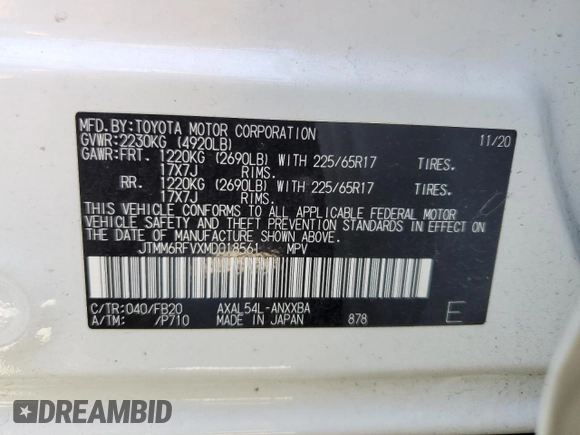 MFD.BY:TOYOTA MOTOR CORPORATION 11/20
GVWR:2230KG (4920LB)
GAWR:FRT. 1220KG (2690LB) WITH 225/65R17 TIRES.
17X7J RIMS.
RR. 1220KG (2690LB) WITH 225/65R17 TIRES.
17X7J RIMS.
THIS VEHICLE CONFORMS TO ALL APPLICABLE FEDERAL MOTOR
VEHICLE SAFETY AND THEFT PREVENTION STANDARDS IN EFFECT ON
THE DATE OF MANUFACTURE SHOWN ABOVE.
JTMM6RFVXMD018561 MPV
C/TR:040/FB20 AXAL54L-ANXXBA
A/TM: /P710 MADE IN JAPAN 878 E
DREAMBID